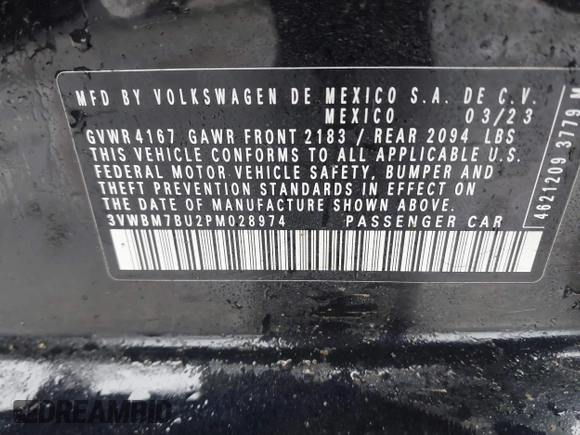 MFD BY VOLKSWAGEN DE MEXICO S.A. DE C.V.
MEXICO 03/23
GVWR 4167 GAWR FRONT 2183 / REAR 2094 LBS
THIS VEHICLE CONFORMS TO ALL APPLICABLE U.S.
FEDERAL MOTOR VEHICLE SAFETY, BUMPER AND
THEFT PREVENTION STANDARDS IN EFFECT ON
THE DATE OF MANUFACTURE SHOWN ABOVE.
3VWBM7BU2PM028974 PASSENGER CAR
4621209 3779 M
DREAMBID